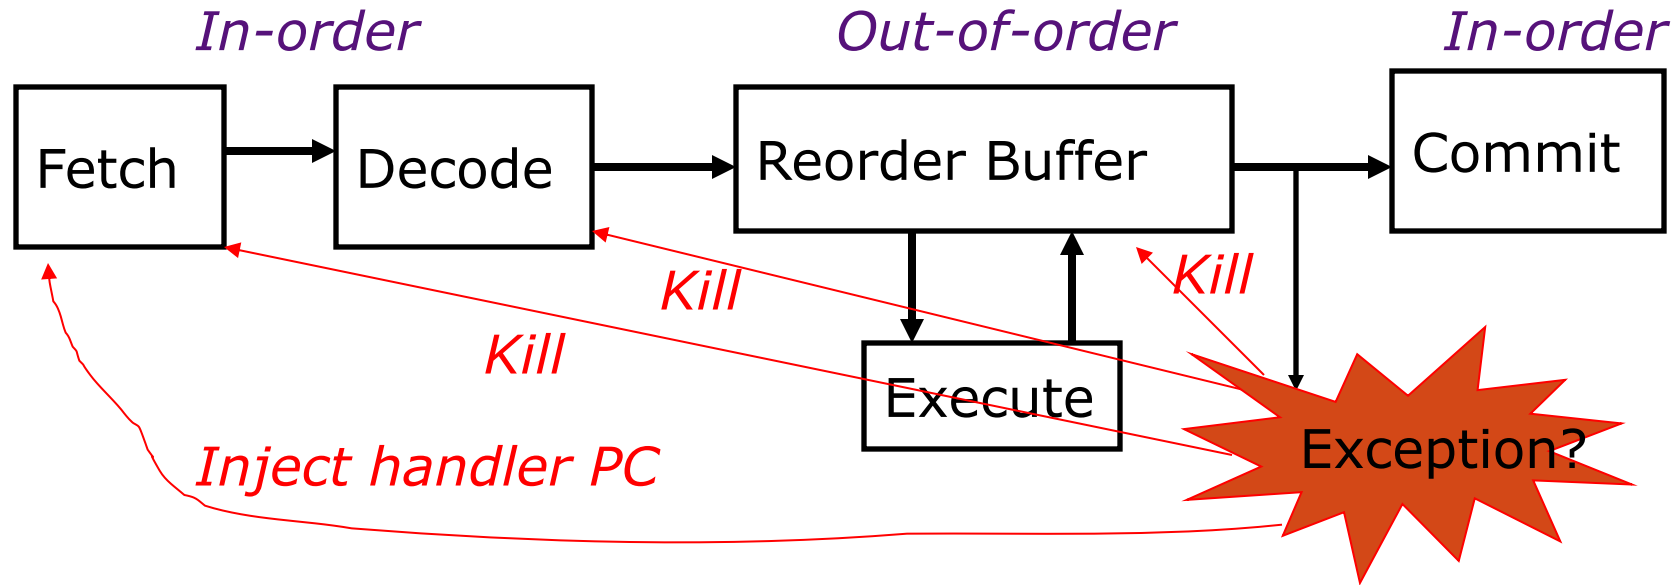 In-order
Out-of-order
In-order
Fetch
Decode
Reorder Buffer
Commit
Kill
Kill
Kill
Execute
Exception?
Inject handler PC